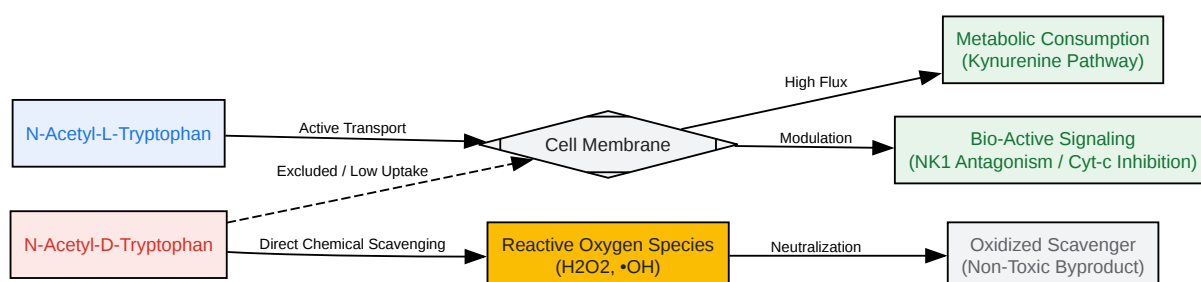 Metabolic Consumption
(Kynurenine Pathway)
High Flux
N-Acetyl-L-Tryptophan
Active Transport
Cell Membrane
Modulation
Bio-Active Signaling
(NK1 Antagonism / Cyt-c Inhibition)
Excluded / Low Uptake
N-Acetyl-D-Tryptophan
Direct Chemical Scavenging
Reactive Oxygen Species
(H2O2, •OH)
Neutralization
Oxidized Scavenger
(Non-Toxic Byproduct)